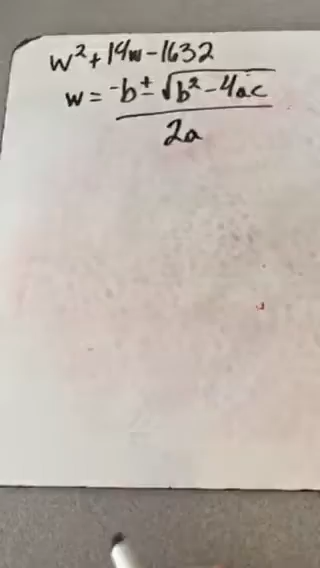 w²+14w-1632
w = -b±√b²-4ac
2a